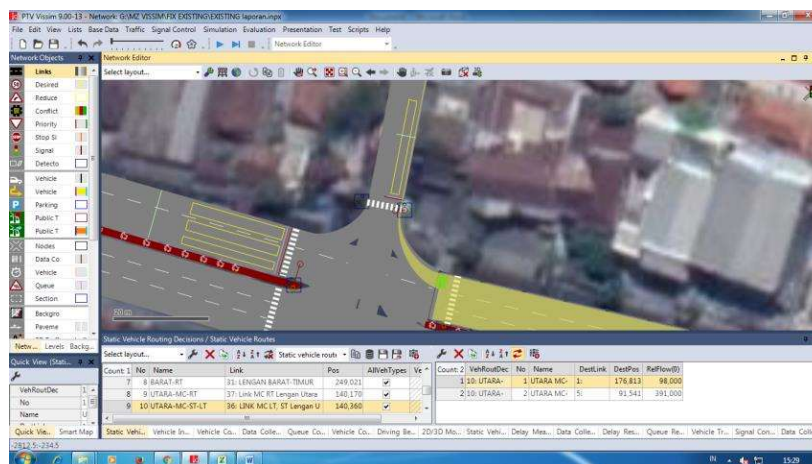 PTV Vissim 9.00-13 - Network: G:\MZ VISSIM\FIX EXISTING\EXISTING laporan.inpx
File Edit View Lists Base Data Traffic Signal Control Simulation Evaluation Presentation Test Scripts Help
Network Editor
Network Objects
Network Editor
Select layout...
Links
Desired
Reduce
Conflict
Priority
Stop Si
Signal
Detecto
Vehicle
Vehicle
Parking
Public T
Public T
Nodes
Data Co
Vehicle
Queue
Section
Backgro
Paveme
Netw... Levels Backg...
Quick View (Stati...
VehRoutDec 1
No 1
Name U
Quick Vie... Smart Map
Static Vehicle Routing Decisions / Static Vehicle Routes
Select layout... Static vehicle routi
Count: 1 No Name Link Pos AllVehTypes Ve
7 8 BARAT-RT 31: LENGAN BARAT-TIMUR 249,021
8 9 UTARA-MC-RT 37: Link MC RT Lengan Utara 140,170
9 10 UTARA-MC-ST-LT 36: LINK MC LT, ST Lengan U 140,360
Count: 2 VehRoutDec No Name DestLink DestPos RelFlow(0)
1 10: UTARA- 1 UTARA MC- 1: 176,813 98,000
2 10: UTARA- 2 UTARA MC- 5: 91,541 391,000
Static Vehi... Vehicle In... Vehicle Co... Data Colle... Queue Co... Vehicle Co... Driving Be... 2D/3D Mo... Static Vehi... Delay Mea... Data Colle... Delay Res... Queue Re... Vehicle Tr... Signal Con... Data Coll
-2812.5:-234.5
IN 15:29